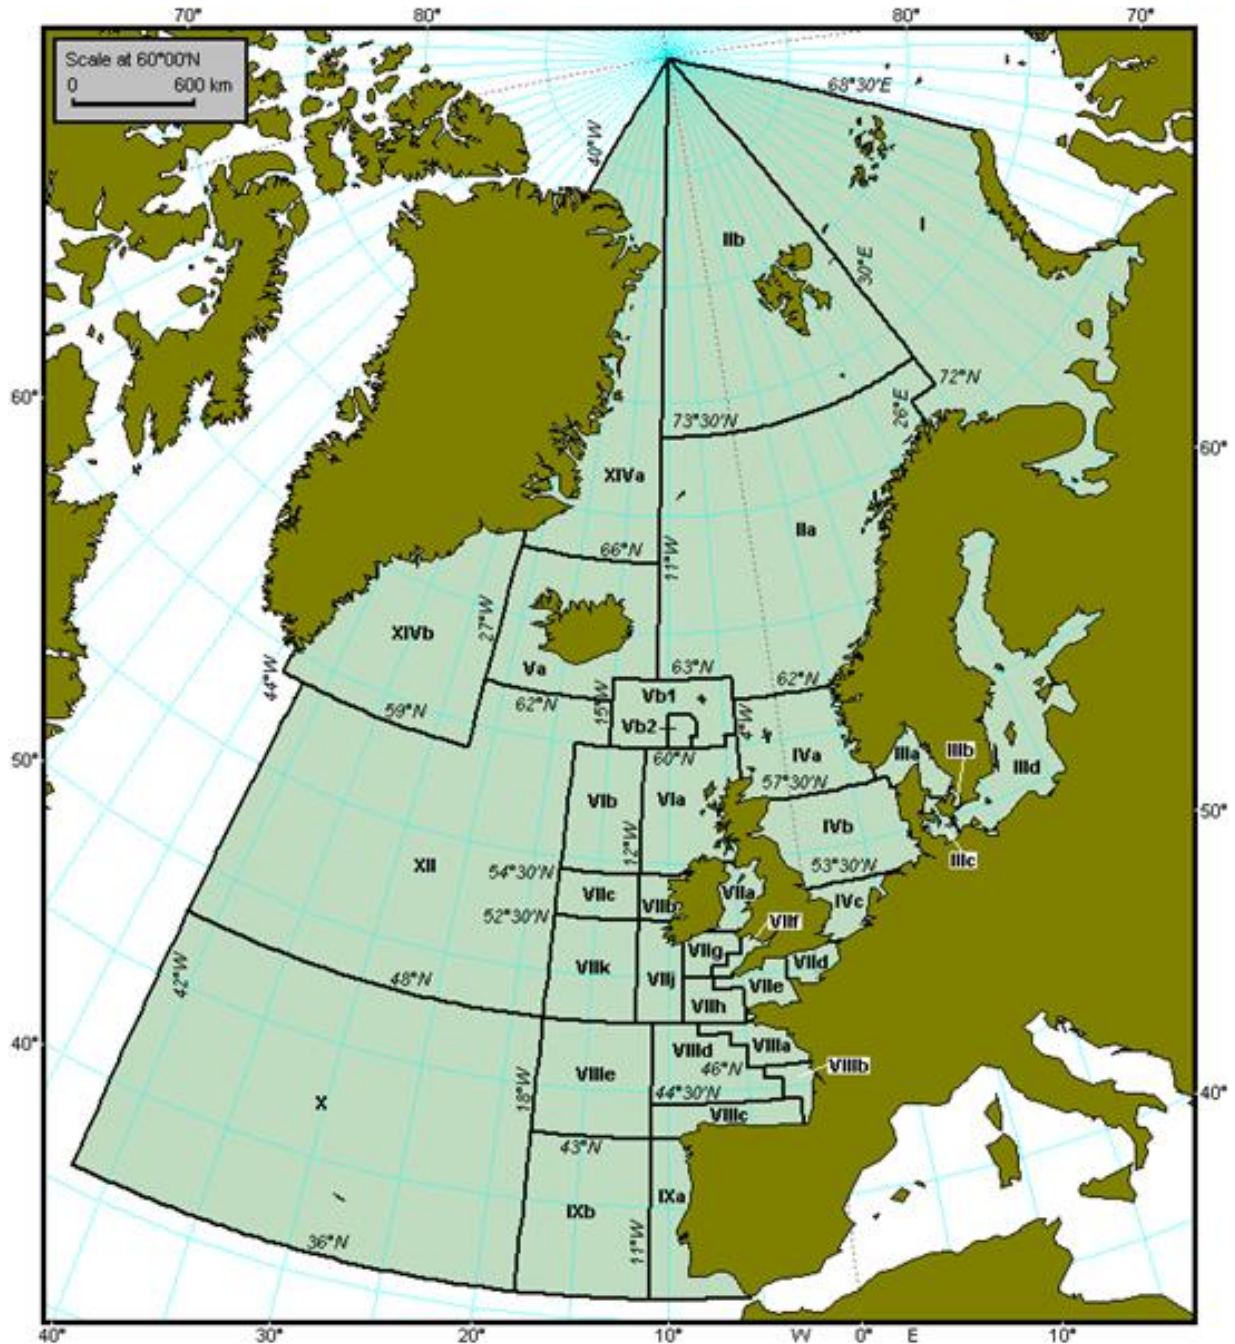 70° 80° 80° 70°
Scale at 60°00'N
0 600 km
68°30'E
40°W
I
IIb
30°E
72°N
60°
26°E
73°30'N
60°
XIVa
IIa
66°N
11°W
27°W
XIVb
63°N
44°W
Va
62°N
Vb1
15°W
62°N
59°N
4°W
Vb2
IIIb
50°
60°N
IVa
IIIa
IIId
57°30'N
VIb
VIa
50°
IVb
12°W
IIIc
XII
53°30'N
54°30'N
VIIc
VIIa
IVc
VIIb
52°30'N
VIIf
VIIg
VIId
VIIk
42°W
48°N
VIIj
VIIe
VIIh
40°
VIIId
VIIIa
46°N
VIIIb
VIIIe
18°W
44°30'N
40°
X
VIIIc
43°N
IXa
IXb
36°N
11°W
40° 30° 20° 10° W 0° E 10°